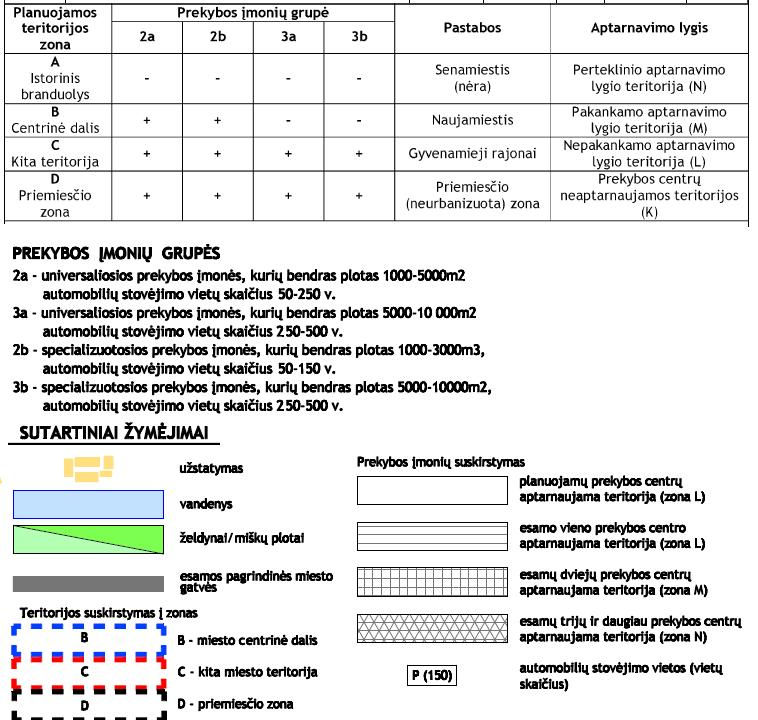 Planuojamos
teritorijos
zona
Prekybos įmonių grupė
Pastabos
Aptarnavimo lygis
2a
2b
3a
3b
A
Istorinis
branduolys
-
-
-
-
Senamiestis
(nėra)
Perteklinio aptarnavimo
lygio teritorija (N)
B
Centrinė dalis
+
+
-
-
Naujamiestis
Pakankamo aptarnavimo
lygio teritorija (M)
C
Kita teritorija
+
+
+
+
Gyvenamieji rajonai
Nepakankamo aptarnavimo
lygio teritorija (L)
D
Priemiesčio
zona
+
+
+
+
Priemiesčio
(neurbanizuota) zona
Prekybos centrų
neaptarnaujamos teritorijos
(K)
PREKYBOS ĮMONIŲ GRUPĖS
2a - universaliosios prekybos įmonės, kurių bendras plotas 1000-5000m2
automobilių stovėjimo vietų skaičius 50-250 v.
3a - universaliosios prekybos įmonės, kurių bendras plotas 5000-10 000m2
automobilių stovėjimo vietų skaičius 250-500 v.
2b - specializuotosios prekybos įmonės, kurių bendras plotas 1000-3000m3,
automobilių stovėjimo vietų skaičius 50-150 v.
3b - specializuotosios prekybos įmonės, kurių bendras plotas 5000-10000m2,
automobilių stovėjimo vietų skaičius 250-500 v.
SUTARTINIAI ŽYMĖJIMAI
užstatymas
vandenys
želdynai/miškų plotai
esamos pagrindinės miesto
gatvės
Teritorijos suskirstymas į zonas
B
B - miesto centrinė dalis
C
C - kita miesto teritorija
D
D - priemiesčio zona
Prekybos įmonių suskirstymas
planuojamų prekybos centrų
aptarnaujama teritorija (zona L)
esamo vieno prekybos centro
aptarnaujama teritorija (zona L)
esamų dviejų prekybos centrų
aptarnaujama teritorija (zona M)
esamų trijų ir daugiau prekybos centrų
aptarnaujama teritorija (zona N)
P (150)
automobilių stovėjimo vietos (vietų
skaičius)